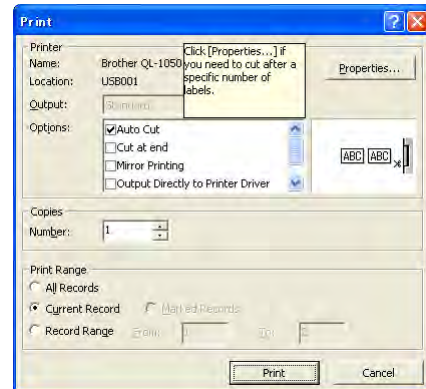 Print
Printer
Name: Brother QL-1050
Click [Properties...] if
you need to cut after a
specific number of
labels.
Properties...
Location: USB001
Output: Standard
Options:
Auto Cut
Cut at end
Mirror Printing
Output Directly to Printer Driver
ABC ABC
Copies
Number: 1
Print Range
All Records
Current Record Marked Records
Record Range From: To:
Print Cancel